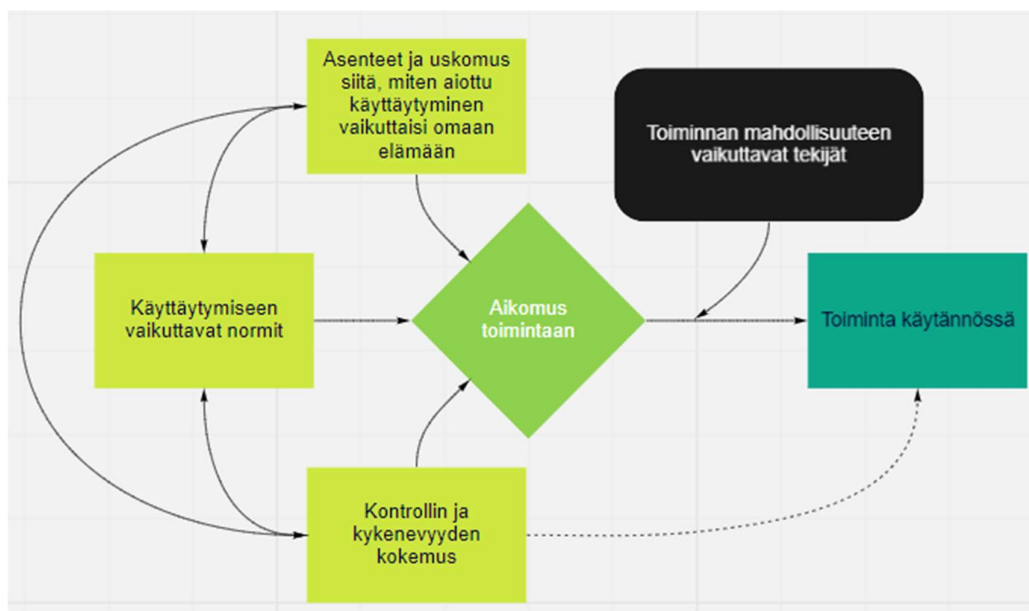 Asenteet ja uskomus
siitä, miten aiottu
käyttäytyminen
vaikuttaisi omaan
elämään
Toiminnan mahdollisuuteen
vaikuttavat tekijät
Käyttäytymiseen
vaikuttavat normit
Aikomus
toimintaan
Toiminta käytännössä
Kontrollin ja
kykenevyyden
kokemus